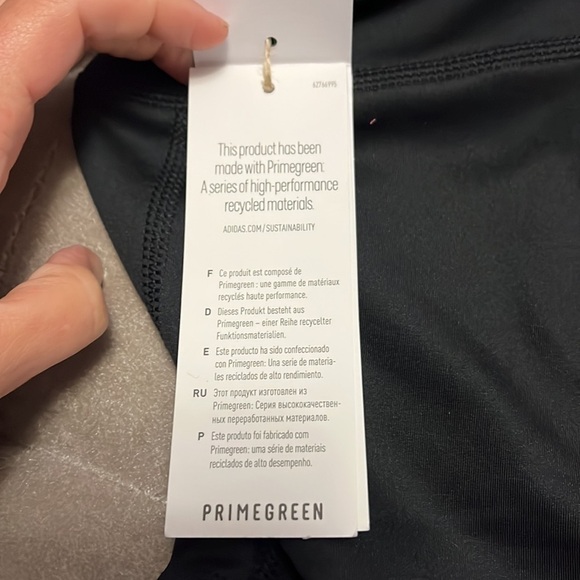 62766995
This product has been
made with Primegreen:
A series of high-performance
recycled materials.
ADIDAS.COM/SUSTAINABILITY
F Ce produit est composé de
Primegreen : une gamme de matériaux
recyclés haute performance.
D Dieses Produkt besteht aus
Primegreen – einer Reihe recycelter
Funktionsmaterialien.
E Este producto ha sido confeccionado
con Primegreen: Una serie de materia-
les reciclados de alto rendimiento.
RU Этот продукт изготовлен из
Primegreen: Серия высококачествен-
ных переработанных материалов.
P Este produto foi fabricado com
Primegreen: uma série de materiais
reciclados de alto desempenho.
PRIMEGREEN